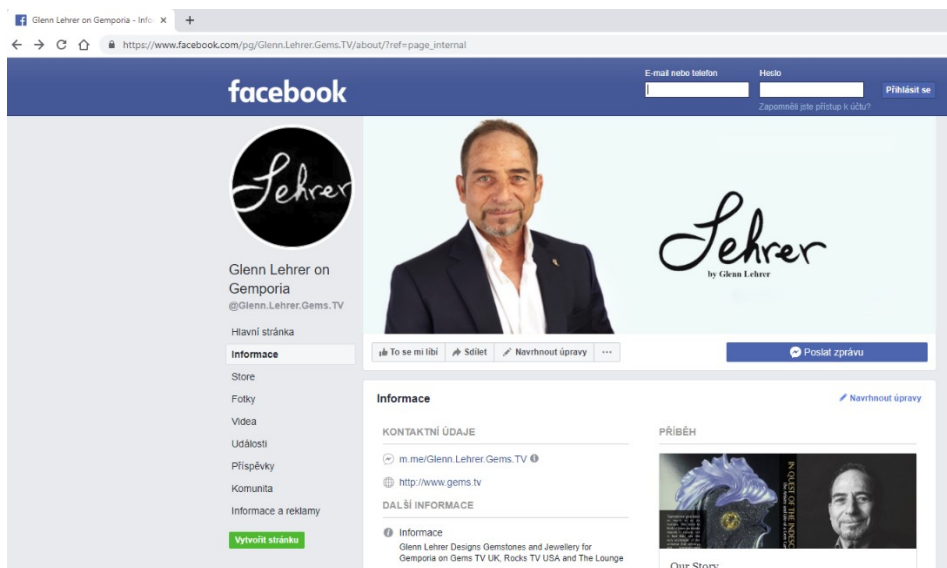 Glenn Lehrer on Gemporia - Info
https://www.facebook.com/pg/Glenn.Lehrer.Gems.TV/about/?ref=page_internal
facebook
E-mail nebo telefon
Heslo
Přihlásit se
Zapomněli jste přístup k účtu?
Lehrer
Glenn Lehrer on
Gemporia
@Glenn.Lehrer.Gems.TV
Hlavní stránka
Informace
Store
Fotky
Videa
Události
Příspěvky
Komunita
Informace a reklamy
Vytvořit stránku
Lehrer
by Glenn Lehrer
To se mi líbí
Sdílet
Navrhnout úpravy
Poslat zprávu
Informace
Navrhnout úpravy
KONTAKTNÍ ÚDAJE
m.me/Glenn.Lehrer.Gems.TV
http://www.gems.tv
DALŠÍ INFORMACE
Informace
Glenn Lehrer Designs Gemstones and Jewellery for
Gemporia on Gems TV UK, Rocks TV USA and The Lounge
PŘÍBĚH
IN QUEST OF THE INDESC
Our Story